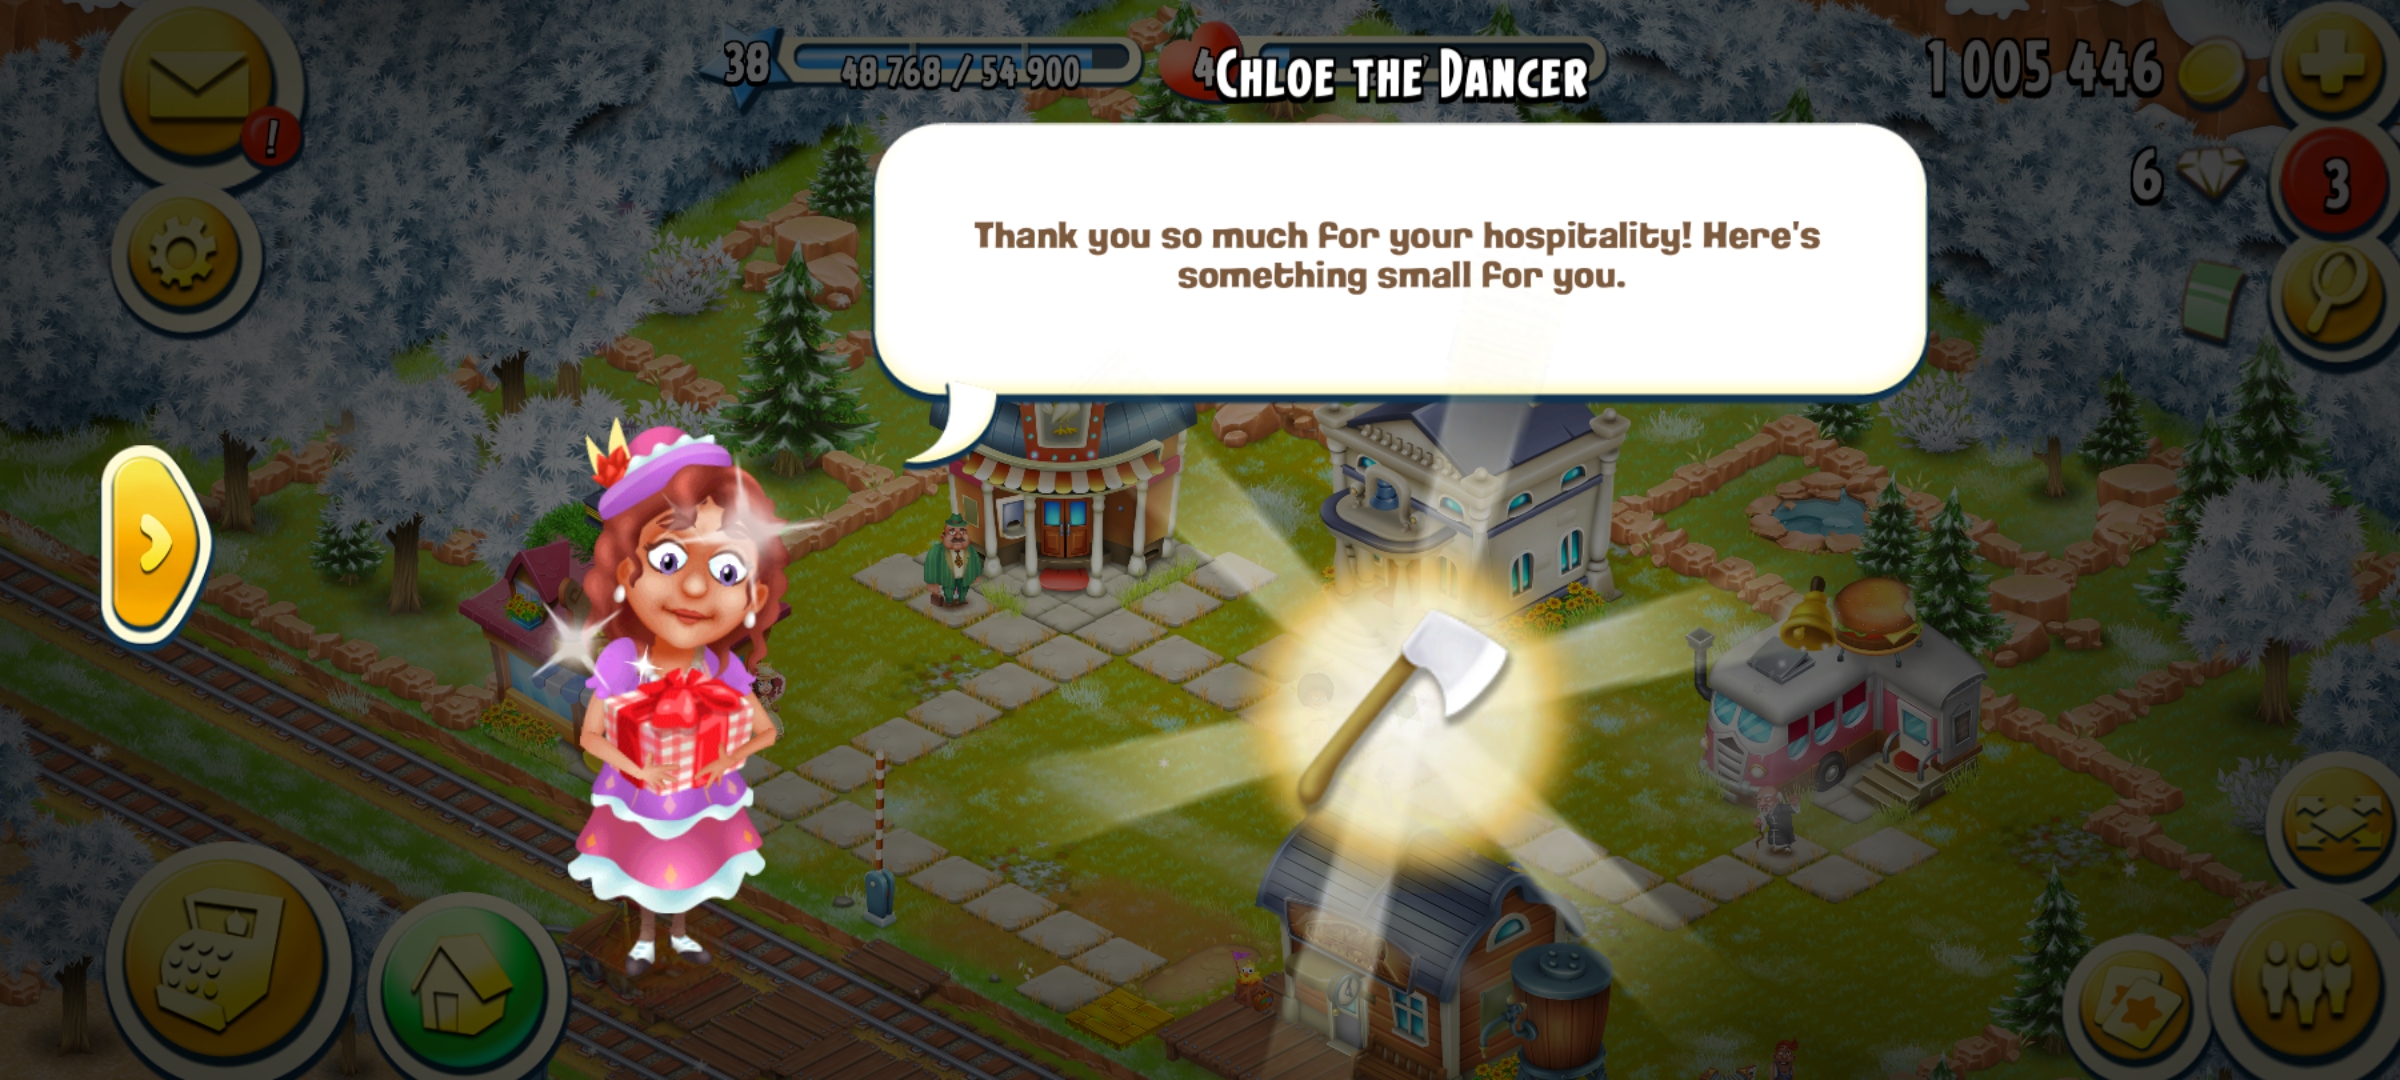 38
48 768 / 54 900
4
CHLOE THE DANCER
1 005 446
!
6
3
Thank you so much for your hospitality! Here's
something small for you.